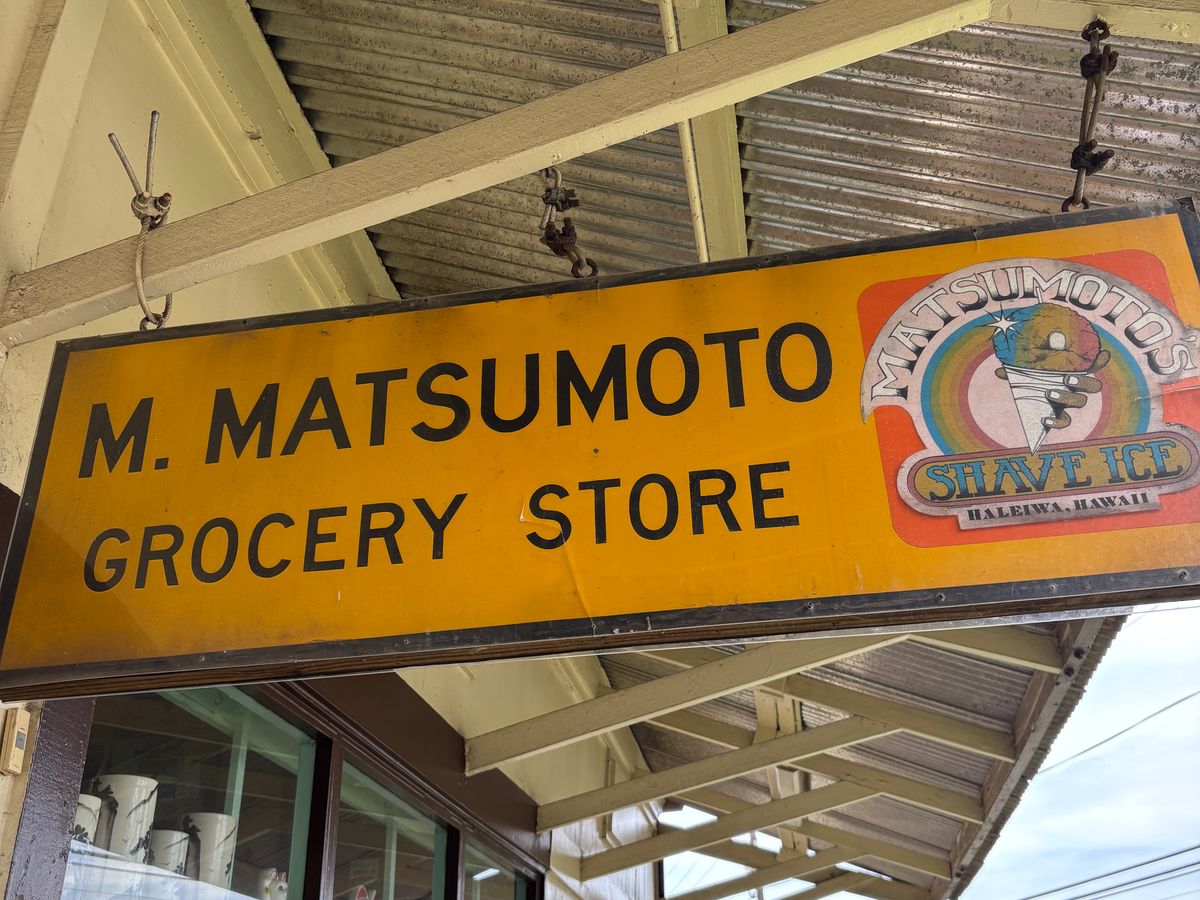 M. MATSUMOTO
GROCERY STORE
MATSUMOTO'S
SHAVE ICE
HALEIWA, HAWAII